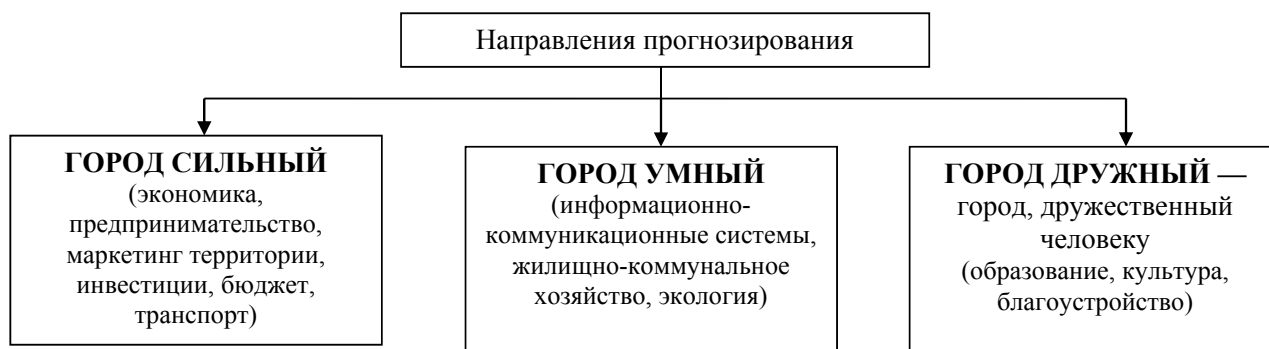 Направления прогнозирования
ГОРОД СИЛЬНЫЙ
(экономика,
предпринимательство,
маркетинг территории,
инвестиции, бюджет,
транспорт)
ГОРОД УМНЫЙ
(информационно-
коммуникационные системы,
жилищно-коммунальное
хозяйство, экология)
ГОРОД ДРУЖНЫЙ —
город, дружественный
человеку
(образование, культура,
благоустройство)